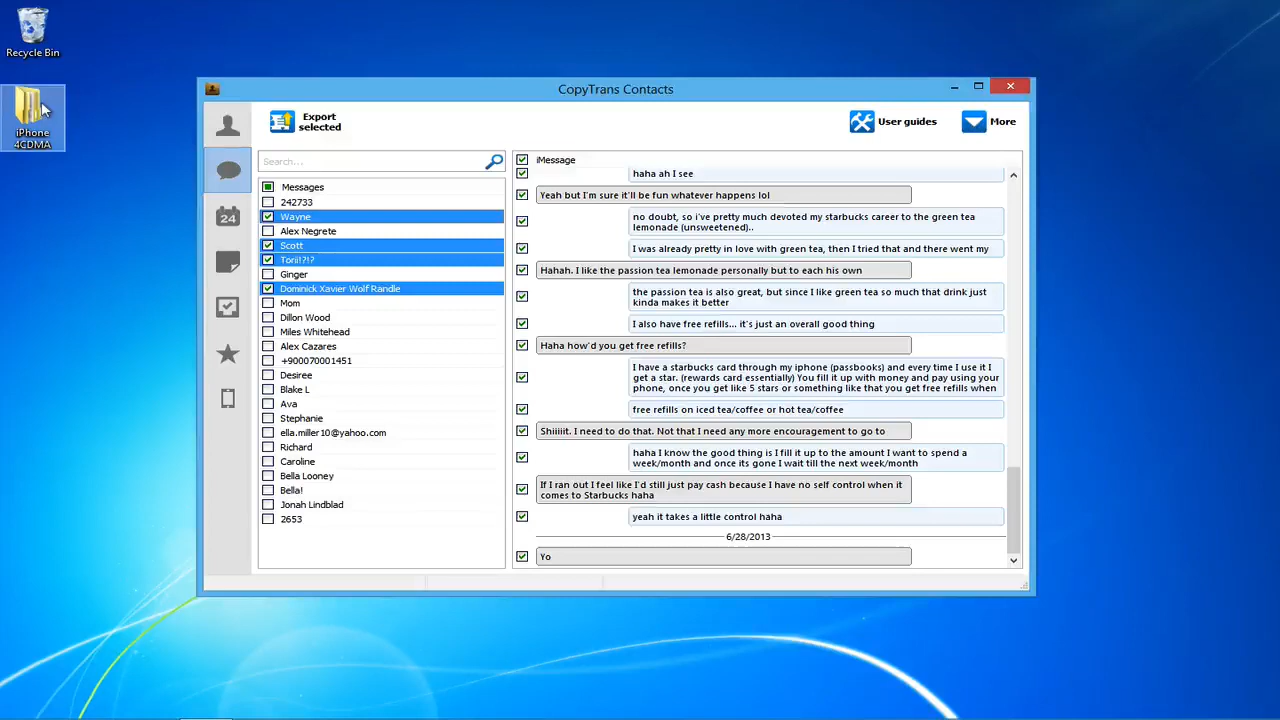 Recycle Bin
iPhone
4CDMA
CopyTrans Contacts
Export
selected
User guides
More
24
Search...
Messages
242733
Wayne
Alex Negrete
Scott
Torii!?!?
Ginger
Dominick Xavier Wolf Randle
Mom
Dillon Wood
Miles Whitehead
Alex Cazares
+900070001451
Desiree
Blake L
Ava
Stephanie
ella.miller10@yahoo.com
Richard
Caroline
Bella Looney
Bella!
Jonah Lindblad
2653
iMessage
haha ah I see
Yeah but I'm sure it'll be fun whatever happens lol
no doubt, so i've pretty much devoted my starbucks career to the green tea
lemonade (unsweetened)..
I was already pretty in love with green tea, then I tried that and there went my
Hahah. I like the passion tea lemonade personally but to each his own
the passion tea is also great, but since I like green tea so much that drink just
kinda makes it better
I also have free refills... it's just an overall good thing
Haha how'd you get free refills?
I have a starbucks card through my iphone (passbooks) and every time I use it I
get a star. (rewards card essentially) You fill it up with money and pay using your
phone, once you get like 5 stars or something like that you get free refills when
free refills on iced tea/coffee or hot tea/coffee
Shiiiiit. I need to do that. Not that I need any more encouragement to go to
haha I know the good thing is I fill it up to the amount I want to spend a
week/month and once its gone I wait till the next week/month
If I ran out I feel like I'd still just pay cash because I have no self control when it
comes to Starbucks haha
yeah it takes a little control haha
6/28/2013
Yo